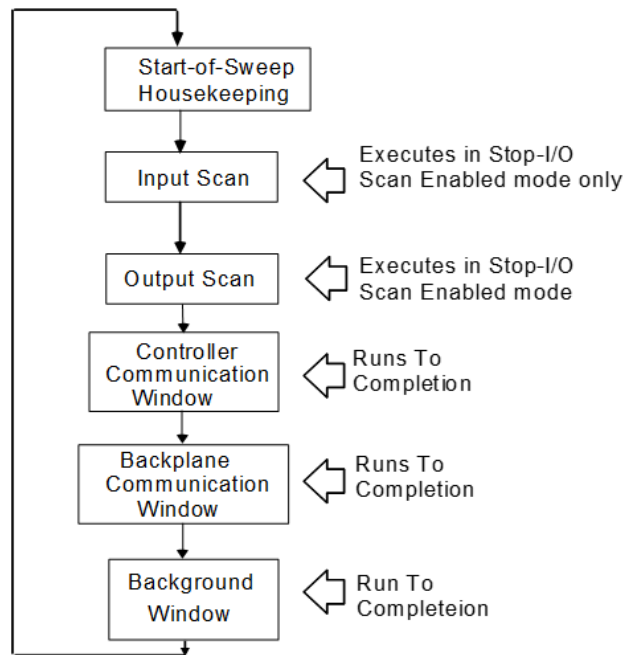 Start-of-Sweep
Housekeeping
Input Scan
Executes in Stop-I/O
Scan Enabled mode only
Output Scan
Executes in Stop-I/O
Scan Enabled mode
Controller
Communication
Window
Runs To
Completion
Backplane
Communication
Window
Runs To
Completion
Background
Window
Run To
Completeion